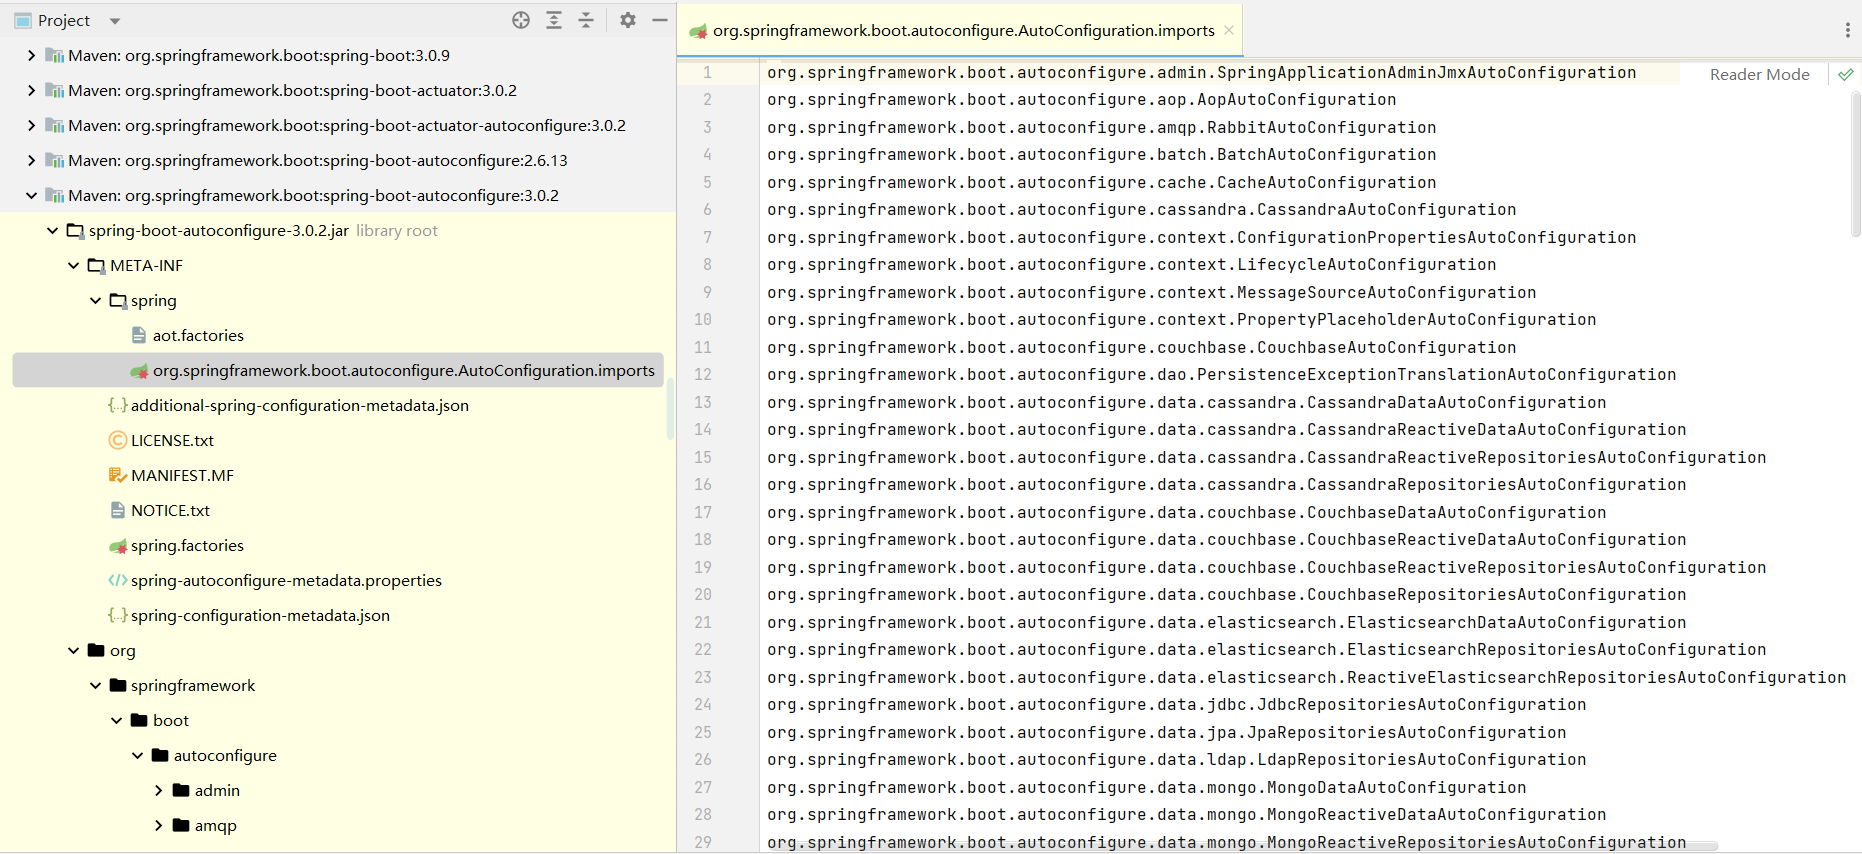 Project
Maven: org.springframework.boot:spring-boot:3.0.9
Maven: org.springframework.boot:spring-boot-actuator:3.0.2
Maven: org.springframework.boot:spring-boot-actuator-autoconfigure:3.0.2
Maven: org.springframework.boot:spring-boot-autoconfigure:2.6.13
Maven: org.springframework.boot:spring-boot-autoconfigure:3.0.2
spring-boot-autoconfigure-3.0.2.jar library root
META-INF
spring
aot.factories
org.springframework.boot.autoconfigure.AutoConfiguration.imports
additional-spring-configuration-metadata.json
LICENSE.txt
MANIFEST.MF
NOTICE.txt
spring.factories
spring-autoconfigure-metadata.properties
spring-configuration-metadata.json
org
springframework
boot
autoconfigure
admin
amqp
org.springframework.boot.autoconfigure.AutoConfiguration.imports
Reader Mode
1 org.springframework.boot.autoconfigure.admin.SpringApplicationAdminJmxAutoConfiguration
2 org.springframework.boot.autoconfigure.aop.AopAutoConfiguration
3 org.springframework.boot.autoconfigure.amqp.RabbitAutoConfiguration
4 org.springframework.boot.autoconfigure.batch.BatchAutoConfiguration
5 org.springframework.boot.autoconfigure.cache.CacheAutoConfiguration
6 org.springframework.boot.autoconfigure.cassandra.CassandraAutoConfiguration
7 org.springframework.boot.autoconfigure.context.ConfigurationPropertiesAutoConfiguration
8 org.springframework.boot.autoconfigure.context.LifecycleAutoConfiguration
9 org.springframework.boot.autoconfigure.context.MessageSourceAutoConfiguration
10 org.springframework.boot.autoconfigure.context.PropertyPlaceholderAutoConfiguration
11 org.springframework.boot.autoconfigure.couchbase.CouchbaseAutoConfiguration
12 org.springframework.boot.autoconfigure.dao.PersistenceExceptionTranslationAutoConfiguration
13 org.springframework.boot.autoconfigure.data.cassandra.CassandraDataAutoConfiguration
14 org.springframework.boot.autoconfigure.data.cassandra.CassandraReactiveDataAutoConfiguration
15 org.springframework.boot.autoconfigure.data.cassandra.CassandraReactiveRepositoriesAutoConfiguration
16 org.springframework.boot.autoconfigure.data.cassandra.CassandraRepositoriesAutoConfiguration
17 org.springframework.boot.autoconfigure.data.couchbase.CouchbaseDataAutoConfiguration
18 org.springframework.boot.autoconfigure.data.couchbase.CouchbaseReactiveDataAutoConfiguration
19 org.springframework.boot.autoconfigure.data.couchbase.CouchbaseReactiveRepositoriesAutoConfiguration
20 org.springframework.boot.autoconfigure.data.couchbase.CouchbaseRepositoriesAutoConfiguration
21 org.springframework.boot.autoconfigure.data.elasticsearch.ElasticsearchDataAutoConfiguration
22 org.springframework.boot.autoconfigure.data.elasticsearch.ElasticsearchRepositoriesAutoConfiguration
23 org.springframework.boot.autoconfigure.data.elasticsearch.ReactiveElasticsearchRepositoriesAutoConfiguration
24 org.springframework.boot.autoconfigure.data.jdbc.JdbcRepositoriesAutoConfiguration
25 org.springframework.boot.autoconfigure.data.jpa.JpaRepositoriesAutoConfiguration
26 org.springframework.boot.autoconfigure.data.ldap.LdapRepositoriesAutoConfiguration
27 org.springframework.boot.autoconfigure.data.mongo.MongoDataAutoConfiguration
28 org.springframework.boot.autoconfigure.data.mongo.MongoReactiveDataAutoConfiguration
29 org.springframework.boot.autoconfigure.data.mongo.MongoReactiveRepositoriesAutoConfiguration